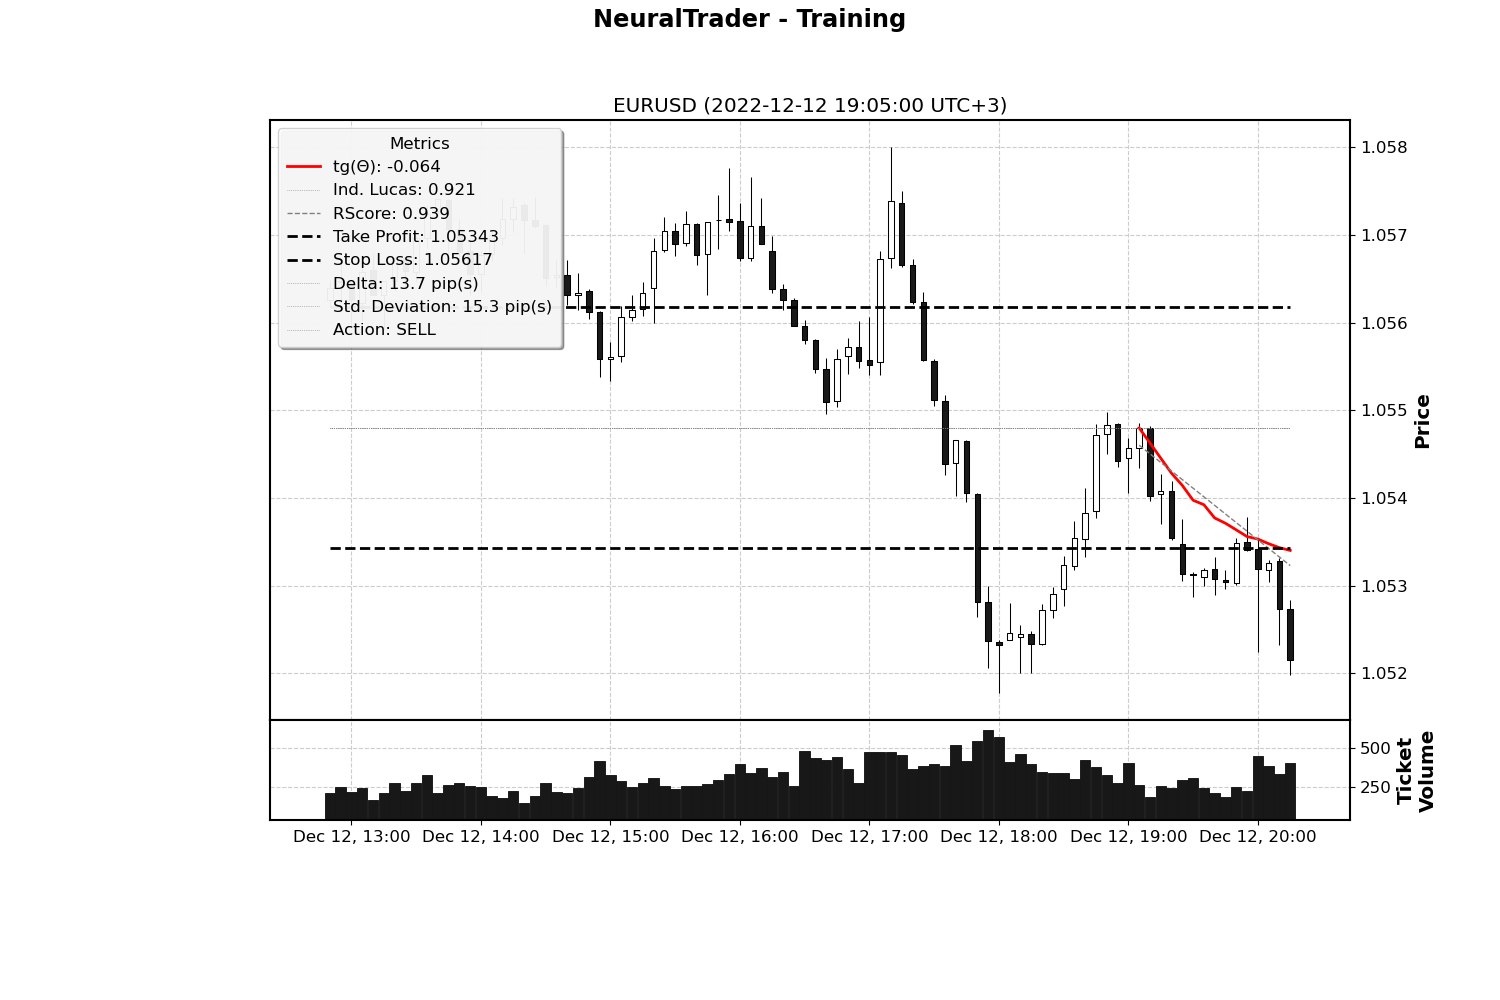 NeuralTrader - Training
EURUSD (2022-12-12 19:05:00 UTC+3)
Metrics
tg(Θ): -0.064
Ind. Lucas: 0.921
RScore: 0.939
Take Profit: 1.05343
Stop Loss: 1.05617
Delta: 13.7 pip(s)
Std. Deviation: 15.3 pip(s)
Action: SELL
1.058
1.057
1.056
1.055
1.054
1.053
1.052
Price
500
250
Ticket
Volume
Dec 12, 13:00 Dec 12, 14:00 Dec 12, 15:00 Dec 12, 16:00 Dec 12, 17:00 Dec 12, 18:00 Dec 12, 19:00 Dec 12, 20:00